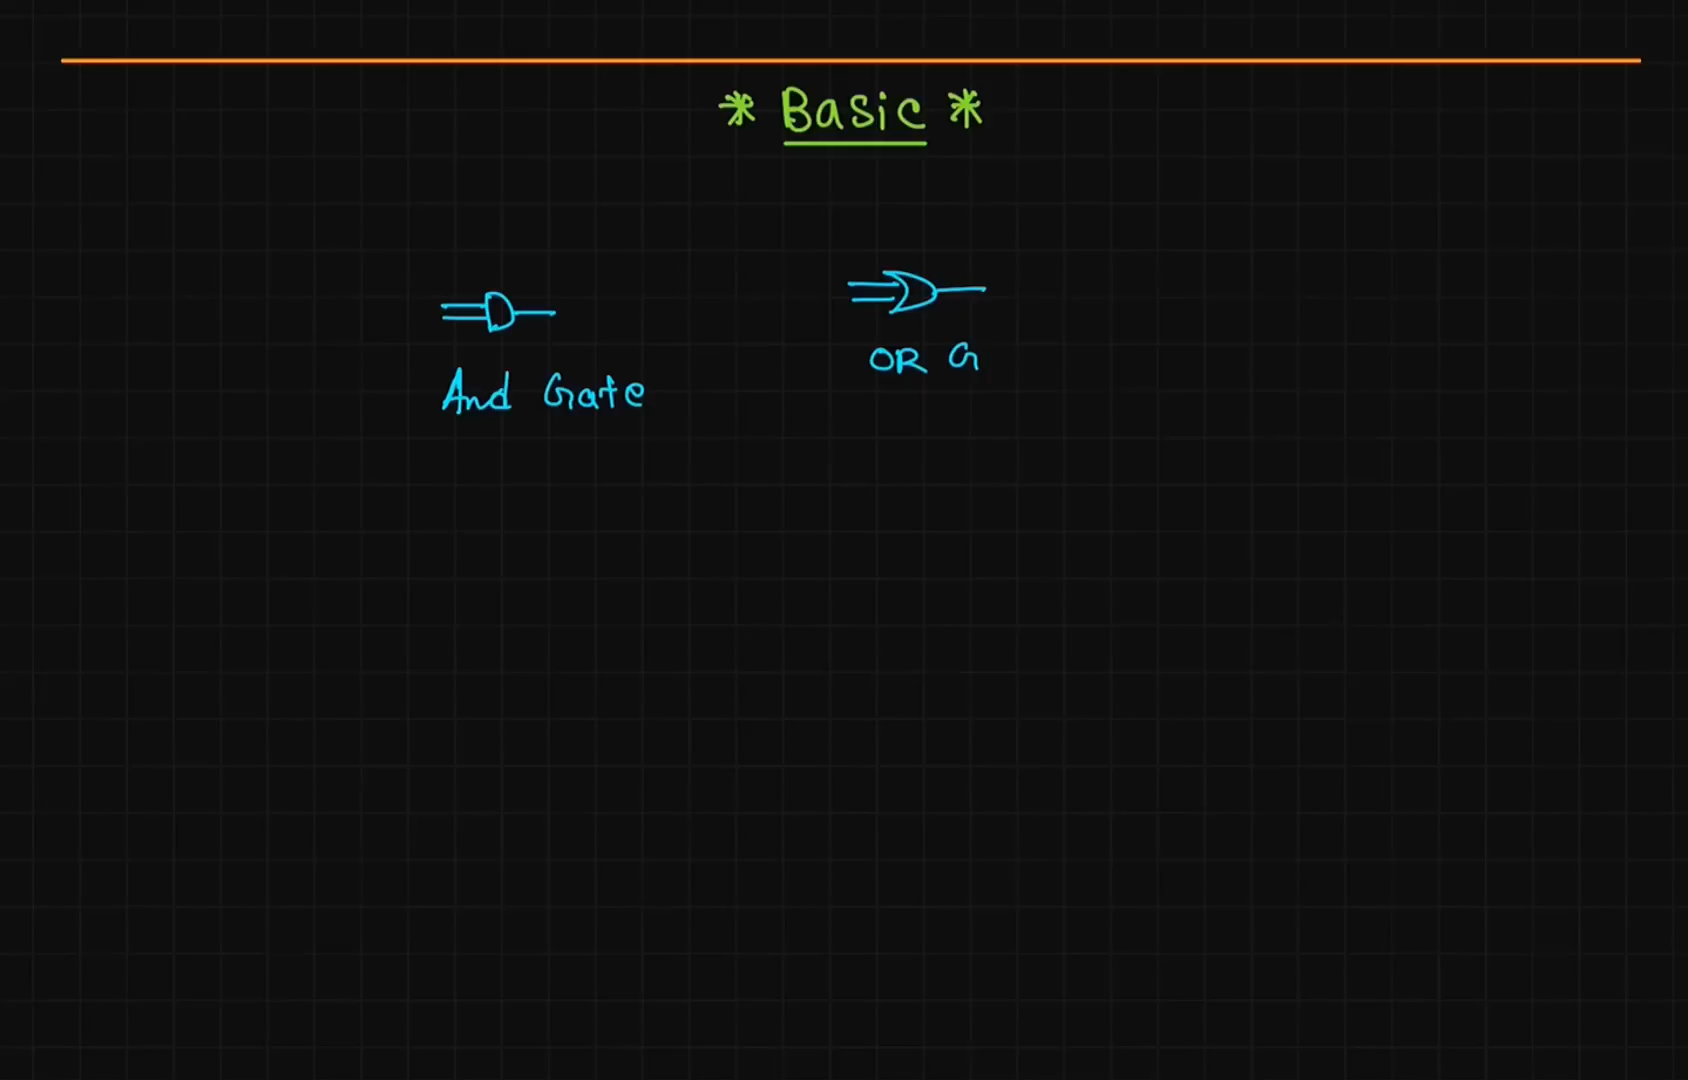 * Basic *
OR G
And Gate